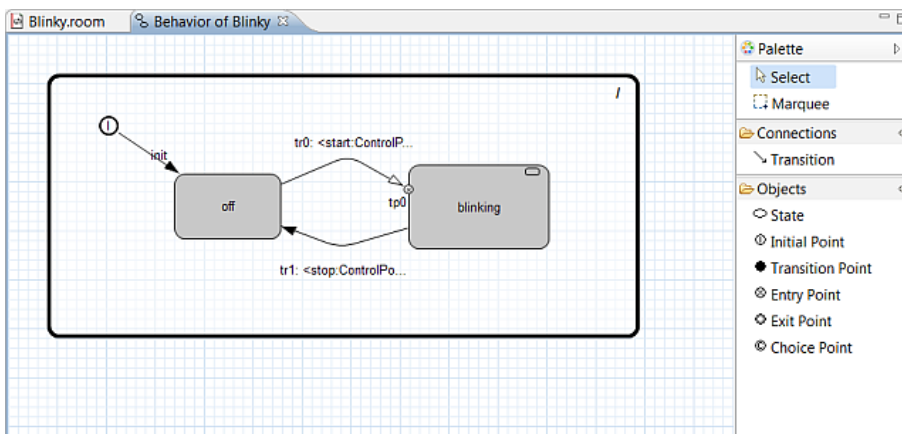 Blinky.room
Behavior of Blinky
/
init
tr0: <start:ControlP...
off
tp0
blinking
tr1: <stop:ControlPo...
Palette
Select
Marquee
Connections
Transition
Objects
State
Initial Point
Transition Point
Entry Point
Exit Point
Choice Point